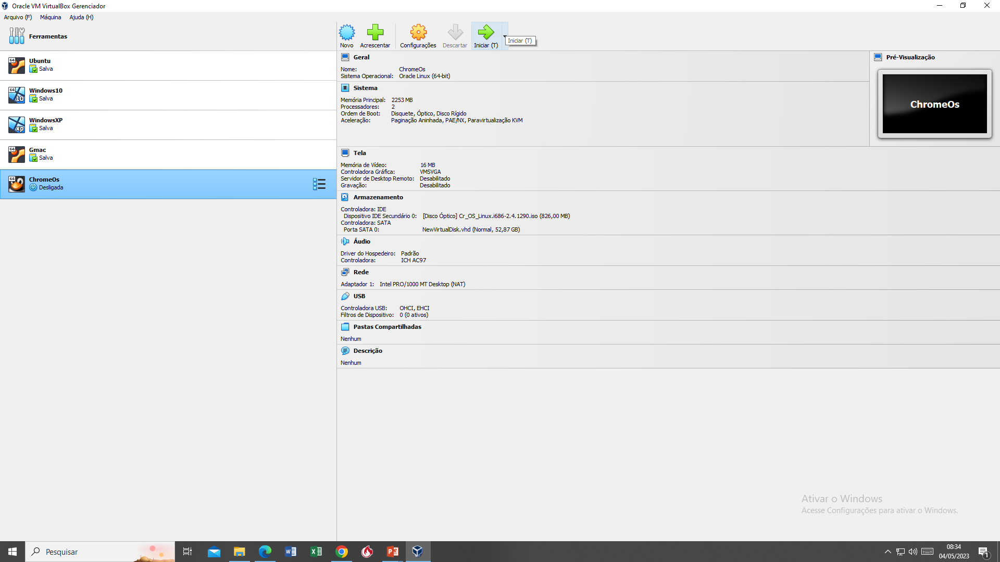 Oracle VM VirtualBox Gerenciador
Arquivo (F) Máquina Ajuda (H)
Ferramentas
Novo Acrescentar Configurações Descartar Iniciar (T)
Iniciar (T)
64
Ubuntu
Salva
64
10
Windows10
Salva
xp
WindowsXP
Salva
64
Gmac
Salva
64
ChromeOs
Desligada
Geral
Nome: ChromeOs
Sistema Operacional: Oracle Linux (64-bit)
Sistema
Memória Principal: 2253 MB
Processadores: 2
Ordem de Boot: Disquete, Óptico, Disco Rígido
Aceleração: Paginação Aninhada, PAE/NX, Paravirtualização KVM
Pré-Visualização
ChromeOs
Tela
Memória de Vídeo: 16 MB
Controladora Gráfica: VMSVGA
Servidor de Desktop Remoto: Desabilitado
Gravação: Desabilitado
Armazenamento
Controladora: IDE
Dispositivo IDE Secundário 0: [Disco Óptico] Cr_OS_Linux.i686-2.4.1290.iso (826,00 MB)
Controladora: SATA
Porta SATA 0: NewVirtualDisk.vhd (Normal, 52,87 GB)
Áudio
Driver do Hospedeiro: Padrão
Controladora: ICH AC97
Rede
Adaptador 1: Intel PRO/1000 MT Desktop (NAT)
USB
Controladora USB: OHCI, EHCI
Filtros de Dispositivo: 0 (0 ativos)
Pastas Compartilhadas
Nenhum
Descrição
Nenhum
Ativar o Windows
Acesse Configurações para ativar o Windows.
Pesquisar
08:34
04/05/2023
1